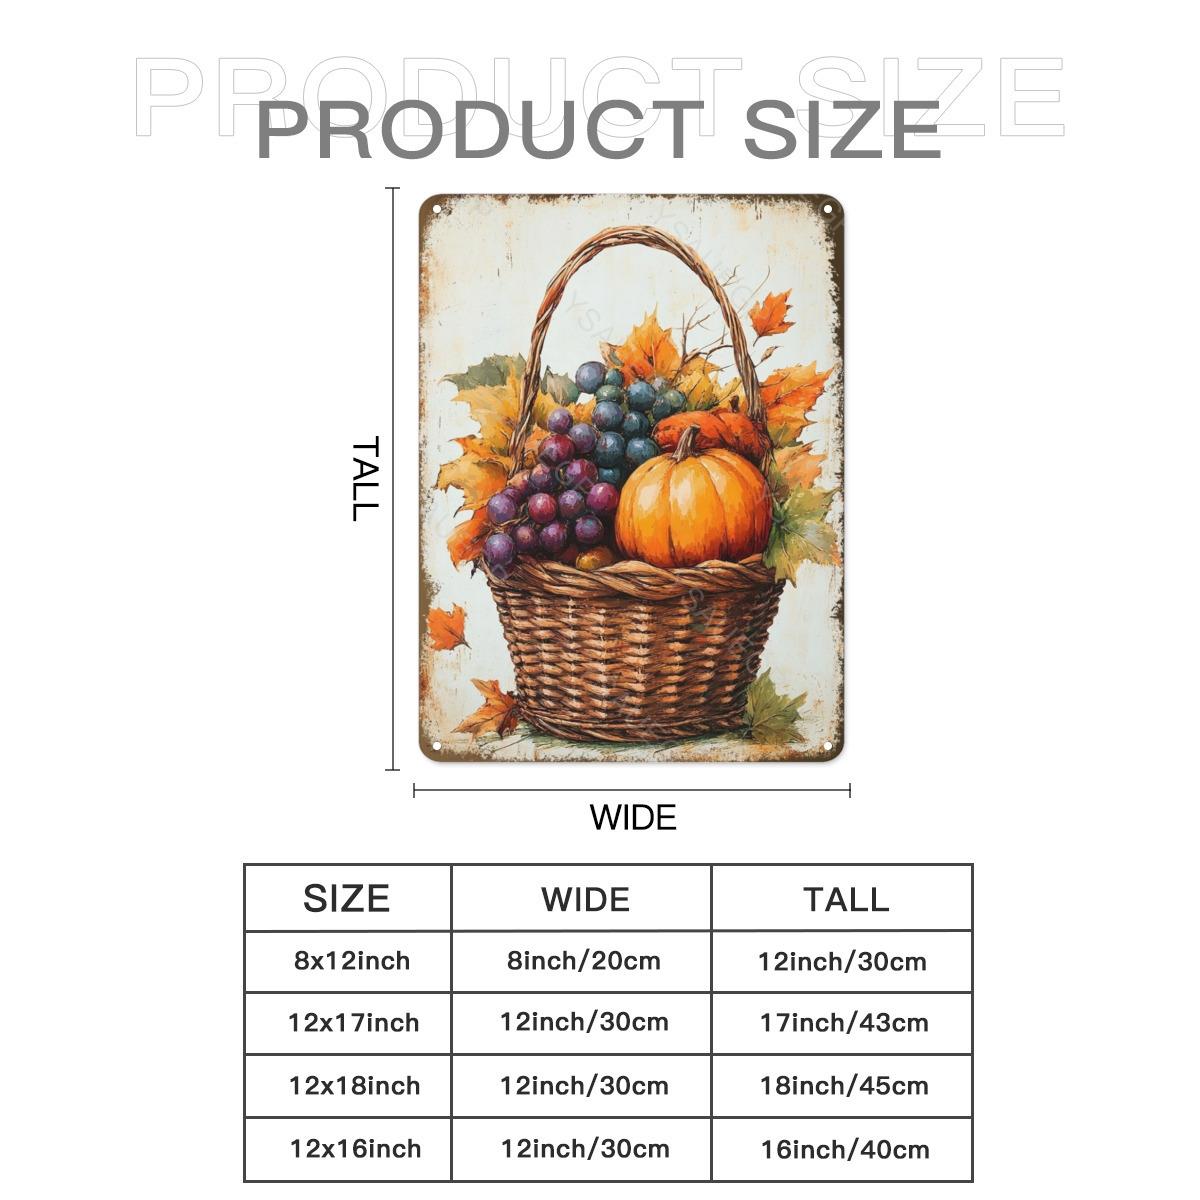 PRODUCT SIZE
PRODUCT SIZE
TALL
WIDE
SIZE WIDE TALL
8x12inch 8inch/20cm 12inch/30cm
12x17inch 12inch/30cm 17inch/43cm
12x18inch 12inch/30cm 18inch/45cm
12x16inch 12inch/30cm 16inch/40cm